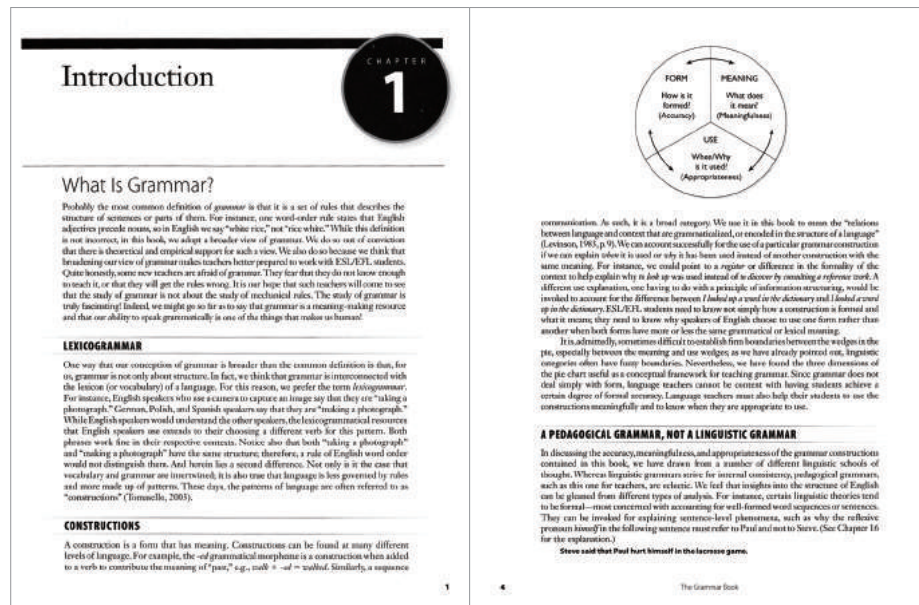 Introduction
CHAPTER
1
What Is Grammar?
Probably the most common definition of grammar is that it is a set of rules that describes the
structure of sentences or parts of them. For instance, one word-order rule states that English
adjectives precede nouns, so in English we say "white rice," not "rice white." While this definition
is not incorrect, in this book, we adopt a broader view of grammar. We do so out of conviction
that there is theoretical and empirical support for such a view. We also do so because we think that
broadening our view of grammar makes teachers better prepared to work with ESL/EFL students.
Quite honestly, some new teachers are afraid of grammar. They fear that they do not know enough
to teach it, or that they will get the rules wrong. It is our hope that such teachers will come to see
that the study of grammar is not about the study of mechanical rules. The study of grammar is
truly fascinating! Indeed, we might go so far as to say that grammar is a meaning-making resource
and that our ability to speak grammatically is one of the things that makes us human!
LEXICOGRAMMAR
One way that our conception of grammar is broader than the common definition is that, for
us, grammar is not only about structure. In fact, we think that grammar is interconnected with
the lexicon (or vocabulary) of a language. For this reason, we prefer the term lexicogrammar.
For instance, English speakers who use a camera to capture an image say that they are "taking a
photograph." German, Polish, and Spanish speakers say that they are "making a photograph."
While English speakers would understand the other speakers, the lexicogrammatical resources
that English speakers use extends to their choosing a different verb for this pattern. Both
phrases work fine in their respective contexts. Notice also that both "taking a photograph"
and "making a photograph" have the same structure; therefore, a rule of English word order
would not distinguish them. And herein lies a second difference. Not only is it the case that
vocabulary and grammar are intertwined, it is also true that language is less governed by rules
and more made up of patterns. These days, the patterns of language are often referred to as
"constructions" (Tomasello, 2003).
CONSTRUCTIONS
A construction is a form that has meaning. Constructions can be found at many different
levels of language. For example, the -ed grammatical morpheme is a construction when added
to a verb to contribute the meaning of "past," e.g., walk + -ed = walked. Similarly, a sequence
1
FORM
How is it
formed?
(Accuracy)
MEANING
What does
it mean?
(Meaningfulness)
USE
When/Why
is it used?
(Appropriateness)
communication. As such, it is a broad category. We use it in this book to mean the "relations
between language and context that are grammaticalized, or encoded in the structure of a language"
(Levinson, 1983, p. 9). We can account successfully for the use of a particular grammar construction
if we can explain when it is used or why it has been used instead of another construction with the
same meaning. For instance, we could point to a register or difference in the formality of the
context to help explain why to look up was used instead of to discover by consulting a reference work. A
different use explanation, one having to do with a principle of information structuring, would be
invoked to account for the difference between I looked up a word in the dictionary and I looked a word
up in the dictionary. ESL/EFL students need to know not simply how a construction is formed and
what it means; they need to know why speakers of English choose to use one form rather than
another when both forms have more or less the same grammatical or lexical meaning.
It is, admittedly, sometimes difficult to establish firm boundaries between the wedges in the
pie, especially between the meaning and use wedges; as we have already pointed out, linguistic
categories often have fuzzy boundaries. Nevertheless, we have found the three dimensions of
the pie chart useful as a conceptual framework for teaching grammar. Since grammar does not
deal simply with form, language teachers cannot be content with having students achieve a
certain degree of formal accuracy. Language teachers must also help their students to use the
constructions meaningfully and to know when they are appropriate to use.
A PEDAGOGICAL GRAMMAR, NOT A LINGUISTIC GRAMMAR
In discussing the accuracy, meaningfulness, and appropriateness of the grammar constructions
contained in this book, we have drawn from a number of different linguistic schools of
thought. Whereas linguistic grammars strive for internal consistency, pedagogical grammars,
such as this one for teachers, are eclectic. We feel that insights into the structure of English
can be gleaned from different types of analysis. For instance, certain linguistic theories tend
to be formal—most concerned with accounting for well-formed word sequences or sentences.
They can be invoked for explaining sentence-level phenomena, such as why the reflexive
pronoun himself in the following sentence must refer to Paul and not to Steve. (See Chapter 16
for the explanation.)
Steve said that Paul hurt himself in the lacrosse game.
4
The Grammar Book